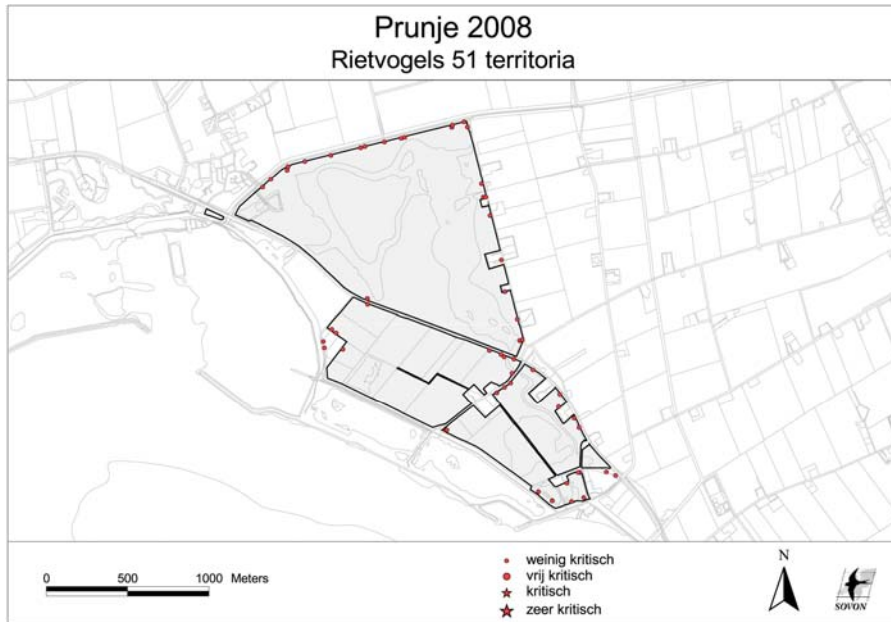 Prunje 2008
Rietvogels 51 territoria
0 500 1000 Meters
weinig kritisch
vrij kritisch
kritisch
zeer kritisch
N
SOVON